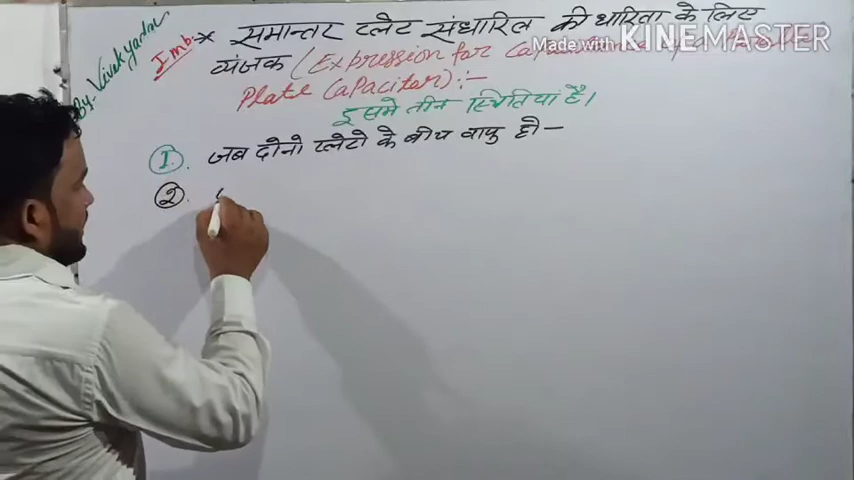 By- Vivek yadav
Imb. * समान्तर प्लेट संधारित्र की धारिता के लिए
व्यंजक (Expression for Capacitance of a Parallel
Plate Capacitor) :-
Made with KINEMASTER
इसमे तीन स्थितियां है।
1. जब दोनो प्लेटो के बीच वायु हो—
2.